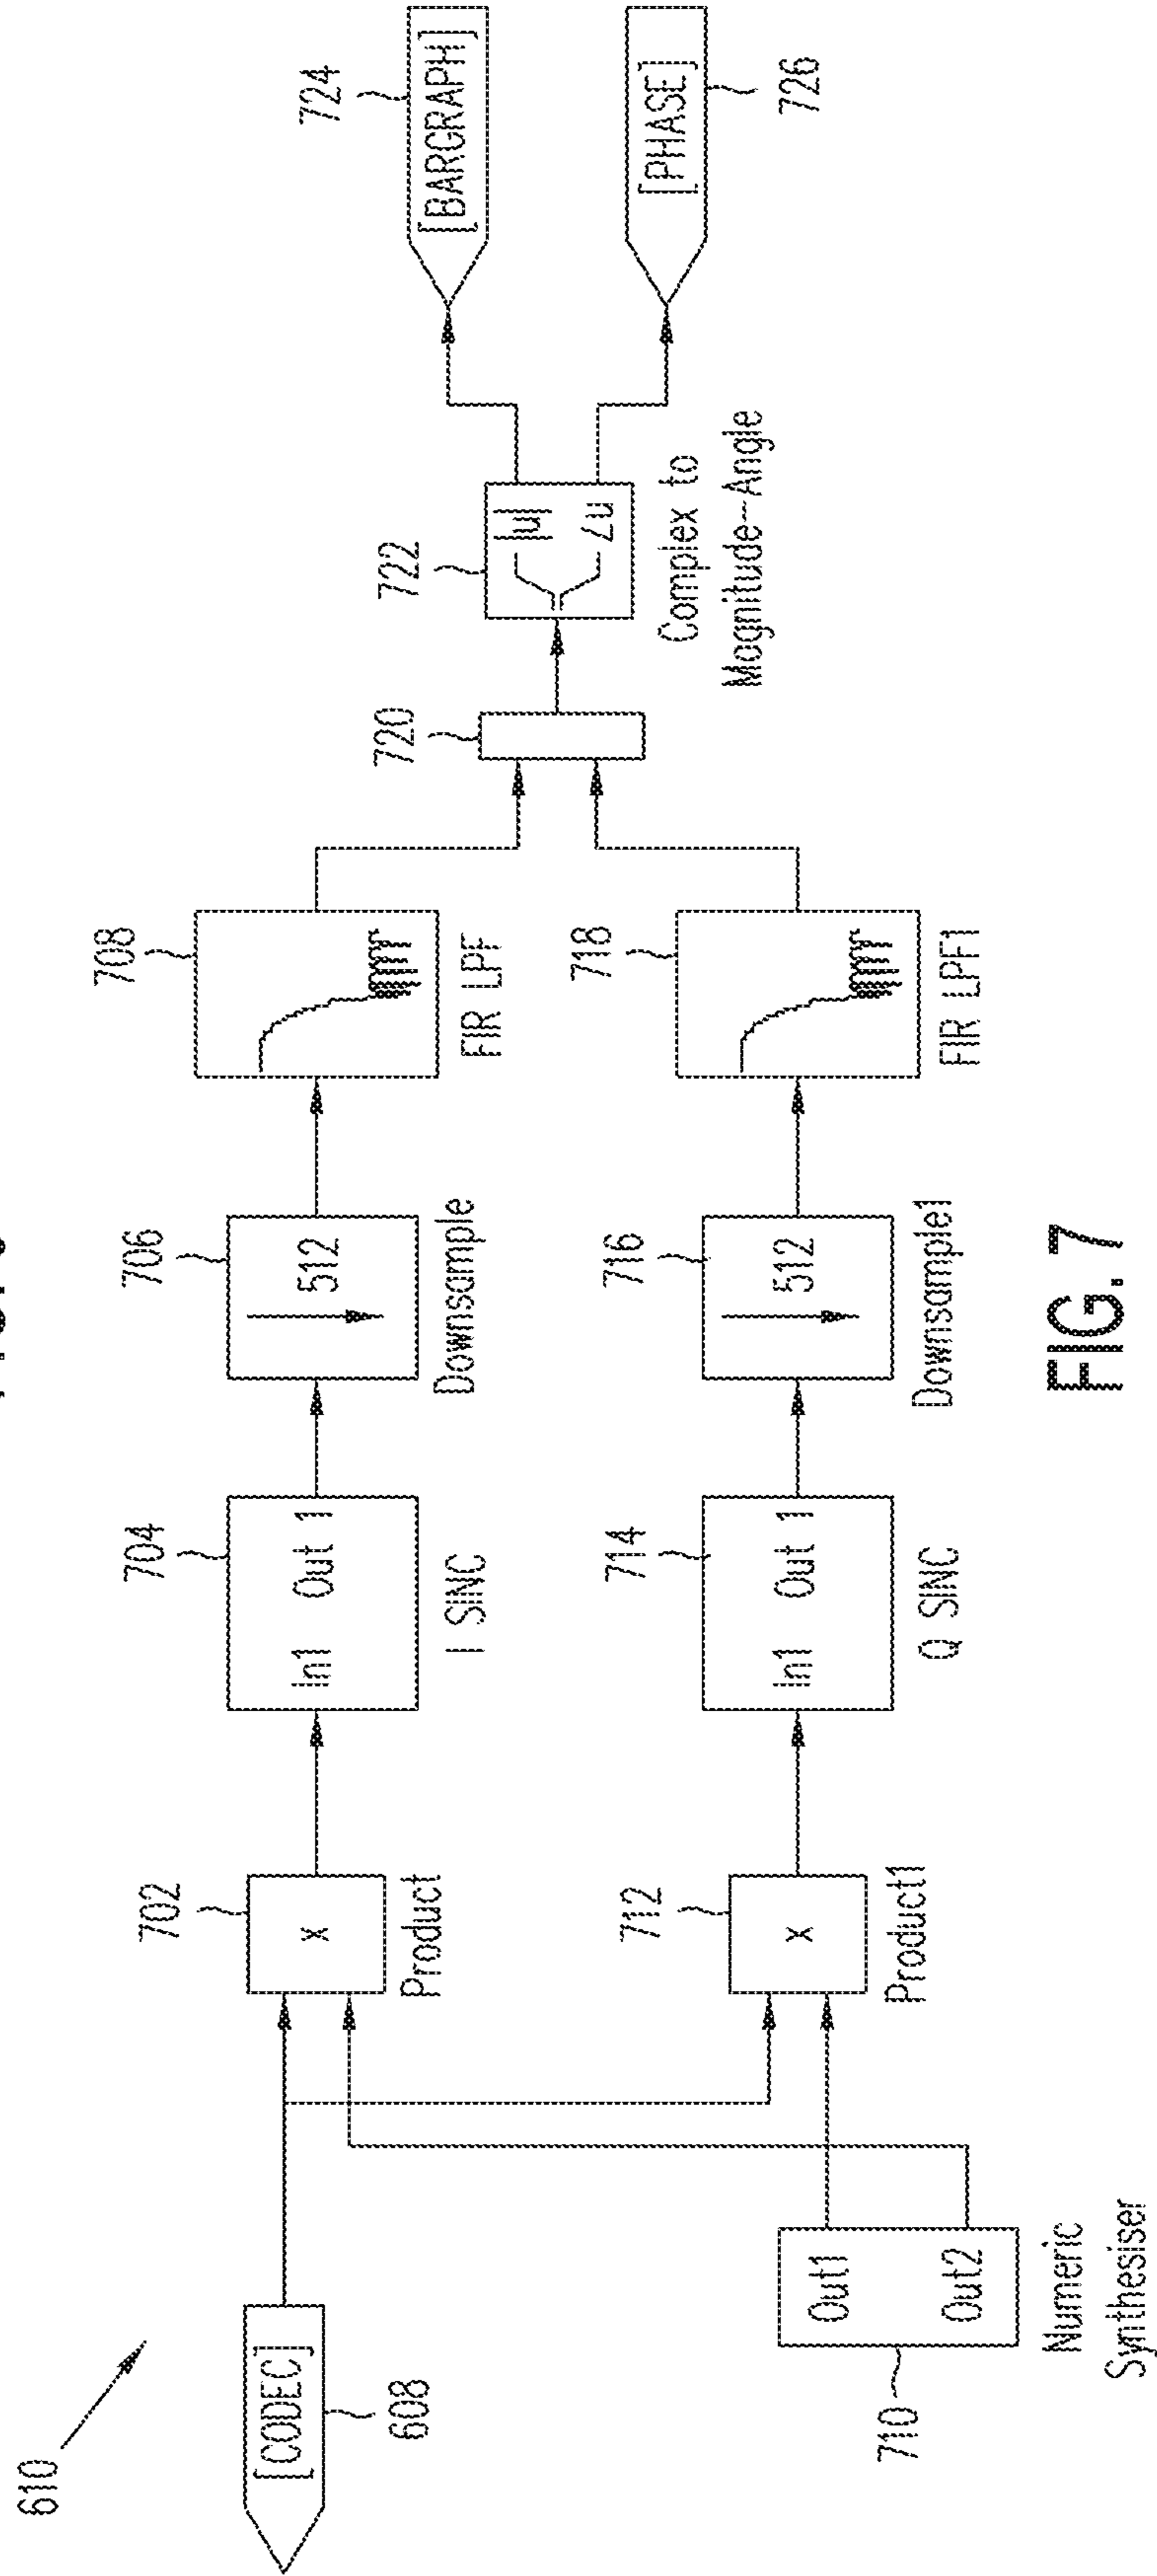 610
[CODEC]
608
710
Out1
Out2
Numeric
Synthesiser
702
x
Product
712
x
Product1
704
In1 Out 1
I SINC
714
In1 Out 1
Q SINC
706
512
Downsample
716
512
Downsample1
708
FIR LPF
718
FIR LPF1
720
722
|u|
∠u
Complex to
Magnitude-Angle
724
[BARGRAPH]
[PHASE]
726
FIG. 7